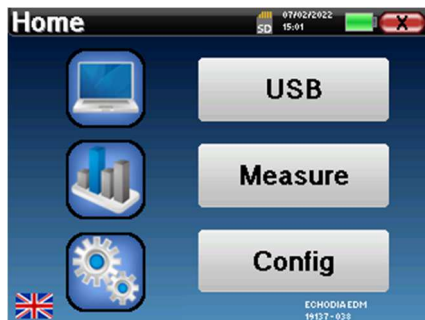 Home
SD
07/02/2022
15:01
X
USB
Measure
Config
ECHODIA EDM
19137-038